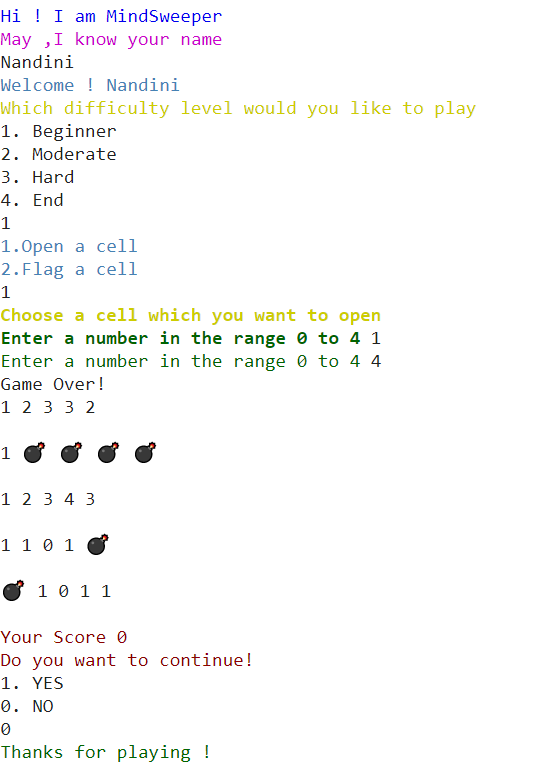 Hi ! I am MindSweeper
May ,I know your name
Nandini
Welcome ! Nandini
Which difficulty level would you like to play
1. Beginner
2. Moderate
3. Hard
4. End
1
1.Open a cell
2.Flag a cell
1
Choose a cell which you want to open
Enter a number in the range 0 to 4 1
Enter a number in the range 0 to 4 4
Game Over!
1 2 3 3 2
1 💣 💣 💣 💣
1 2 3 4 3
1 1 0 1 💣
💣 1 0 1 1
Your Score 0
Do you want to continue!
1. YES
0. NO
0
Thanks for playing !